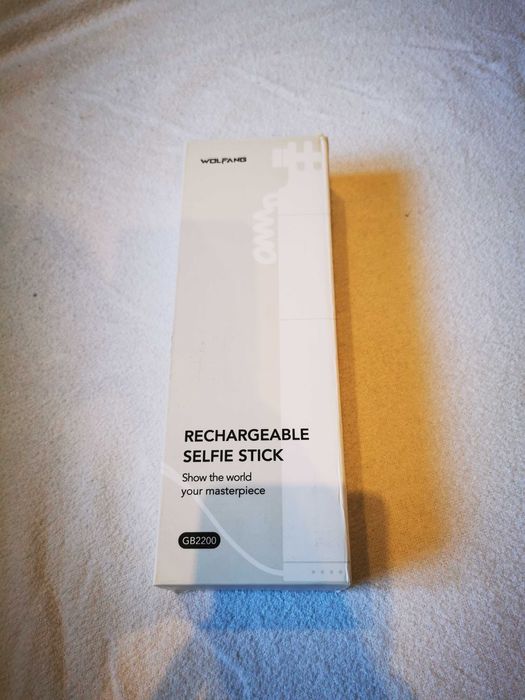 WOLFANG
RECHARGEABLE
SELFIE STICK
Show the world
your masterpiece
GB2200